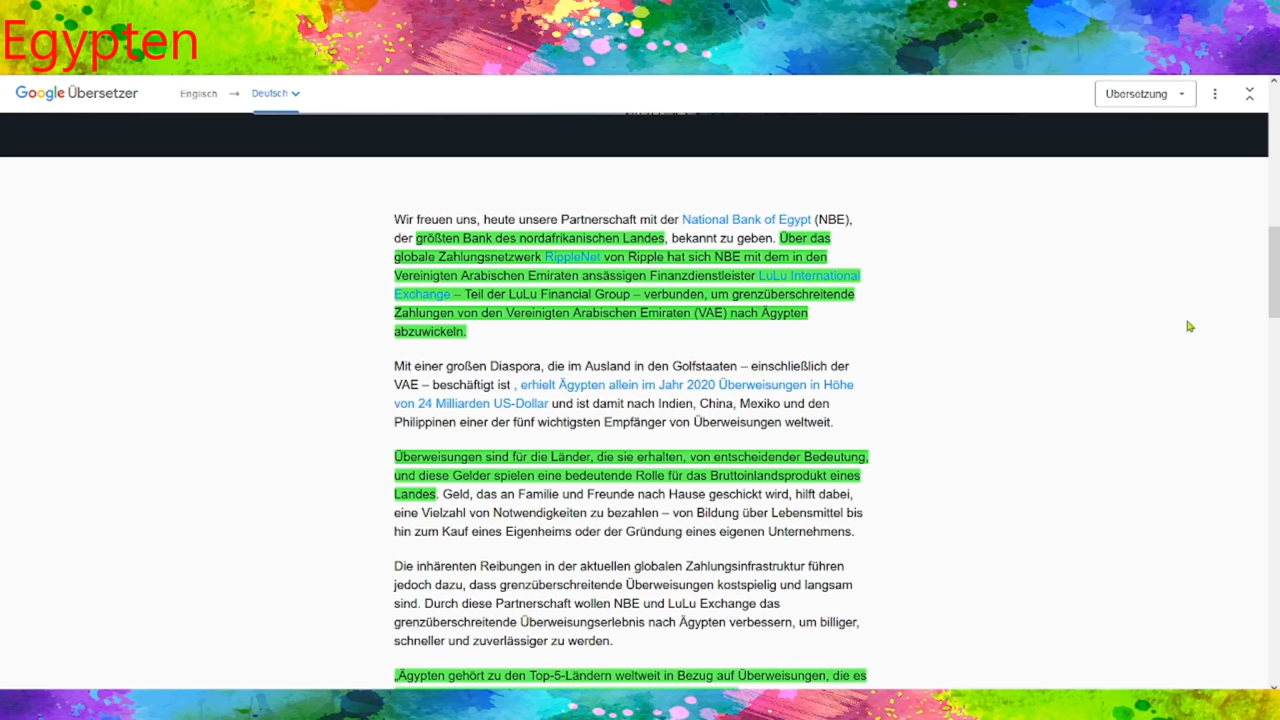 Egypten
Google Übersetzer Englisch → Deutsch Übersetzung
Wir freuen uns, heute unsere Partnerschaft mit der National Bank of Egypt (NBE),
der größten Bank des nordafrikanischen Landes, bekannt zu geben. Über das
globale Zahlungsnetzwerk RippleNet von Ripple hat sich NBE mit dem in den
Vereinigten Arabischen Emiraten ansässigen Finanzdienstleister LuLu International
Exchange – Teil der LuLu Financial Group – verbunden, um grenzüberschreitende
Zahlungen von den Vereinigten Arabischen Emiraten (VAE) nach Ägypten
abzuwickeln.
Mit einer großen Diaspora, die im Ausland in den Golfstaaten – einschließlich der
VAE – beschäftigt ist , erhielt Ägypten allein im Jahr 2020 Überweisungen in Höhe
von 24 Milliarden US-Dollar und ist damit nach Indien, China, Mexiko und den
Philippinen einer der fünf wichtigsten Empfänger von Überweisungen weltweit.
Überweisungen sind für die Länder, die sie erhalten, von entscheidender Bedeutung,
und diese Gelder spielen eine bedeutende Rolle für das Bruttoinlandsprodukt eines
Landes. Geld, das an Familie und Freunde nach Hause geschickt wird, hilft dabei,
eine Vielzahl von Notwendigkeiten zu bezahlen – von Bildung über Lebensmittel bis
hin zum Kauf eines Eigenheims oder der Gründung eines eigenen Unternehmens.
Die inhärenten Reibungen in der aktuellen globalen Zahlungsinfrastruktur führen
jedoch dazu, dass grenzüberschreitende Überweisungen kostspielig und langsam
sind. Durch diese Partnerschaft wollen NBE und LuLu Exchange das
grenzüberschreitende Überweisungserlebnis nach Ägypten verbessern, um billiger,
schneller und zuverlässiger zu werden.
„Ägypten gehört zu den Top-5-Ländern weltweit in Bezug auf Überweisungen, die es